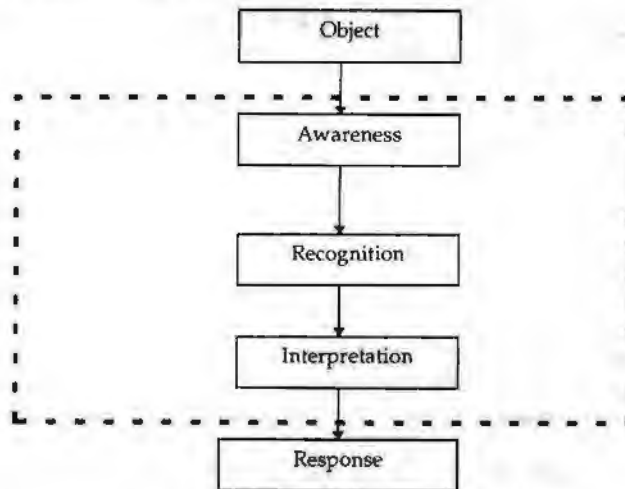 Object
Awareness
Recognition
Interpretation
Response